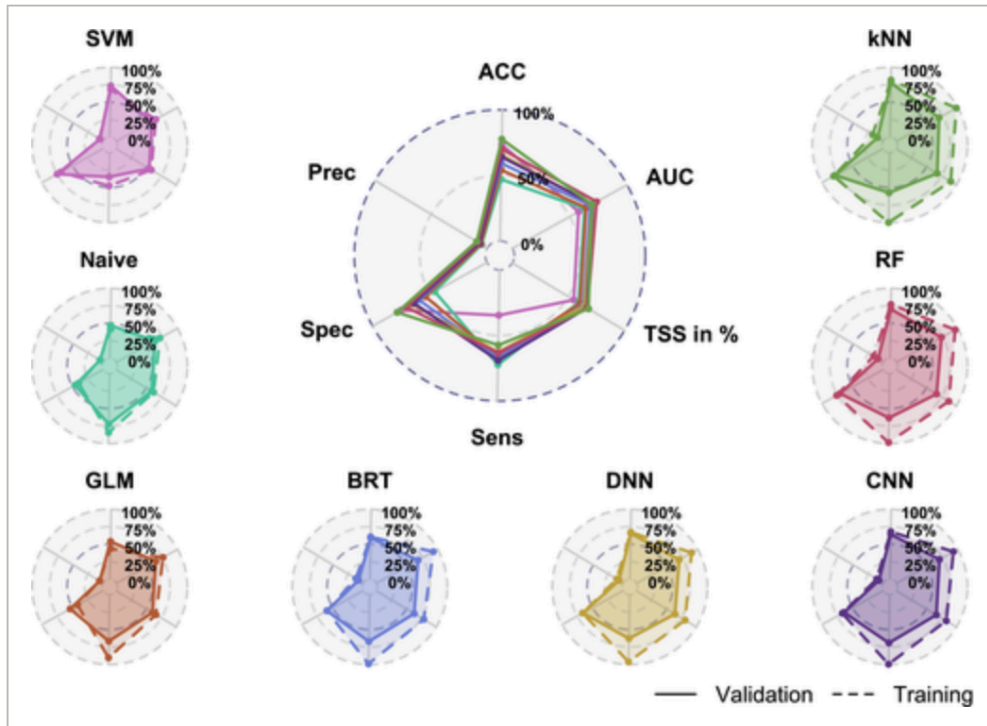 SVM
100%
75%
50%
25%
0%
ACC
100%
50%
0%
Prec
AUC
Spec
TSS in %
Sens
kNN
100%
75%
50%
25%
0%
Naive
100%
75%
50%
25%
0%
RF
100%
75%
50%
25%
0%
GLM
100%
75%
50%
25%
0%
BRT
100%
75%
50%
25%
0%
DNN
100%
75%
50%
25%
0%
CNN
100%
75%
50%
25%
0%
Validation
Training